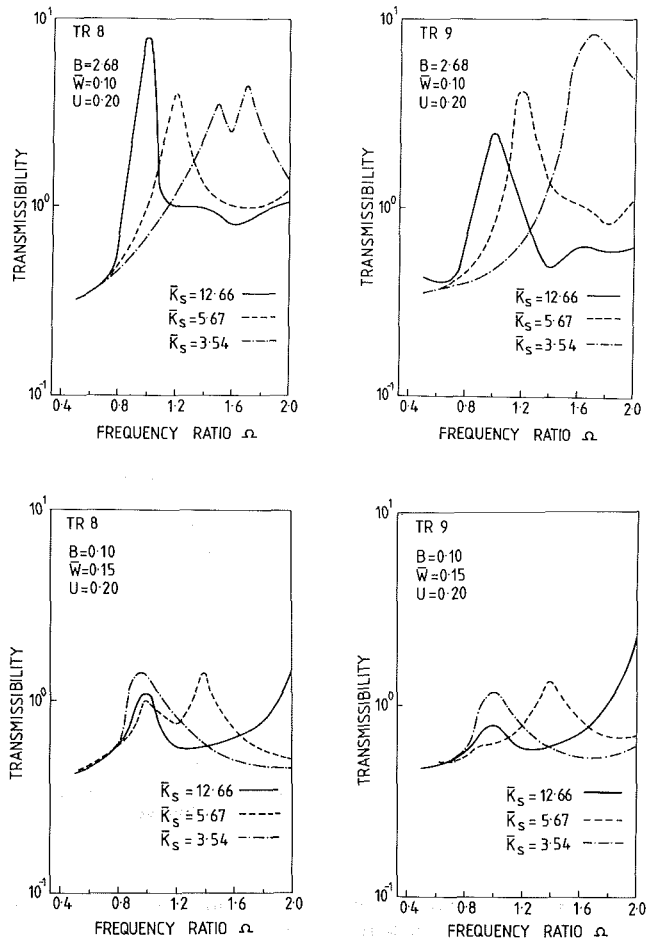 TR 8
B=2·68
W̄=0·10
U=0·20
TRANSMISSIBILITY
10¹
10⁰
10⁻¹
K̄s=12·66
K̄s=5·67
K̄s=3·54
0·4 0·8 1·2 1·6 2·0
FREQUENCY RATIO Ω
TR 9
B=2·68
W̄=0·10
U=0·20
TRANSMISSIBILITY
10¹
10⁰
10⁻¹
K̄s=12·66
K̄s=5·67
K̄s=3·54
0·4 0·8 1·2 1·6 2·0
FREQUENCY RATIO Ω
TR 8
B=0·10
W̄=0·15
U=0·20
TRANSMISSIBILITY
10¹
10⁰
10⁻¹
K̄s=12·66
K̄s=5·67
K̄s=3·54
0·4 0·8 1·2 1·6 2·0
FREQUENCY RATIO Ω
TR 9
B=0·10
W̄=0·15
U=0·20
TRANSMISSIBILITY
10¹
10⁰
10⁻¹
K̄s=12·66
K̄s=5·67
K̄s=3·54
0·4 0·8 1·2 1·6 2·0
FREQUENCY RATIO Ω